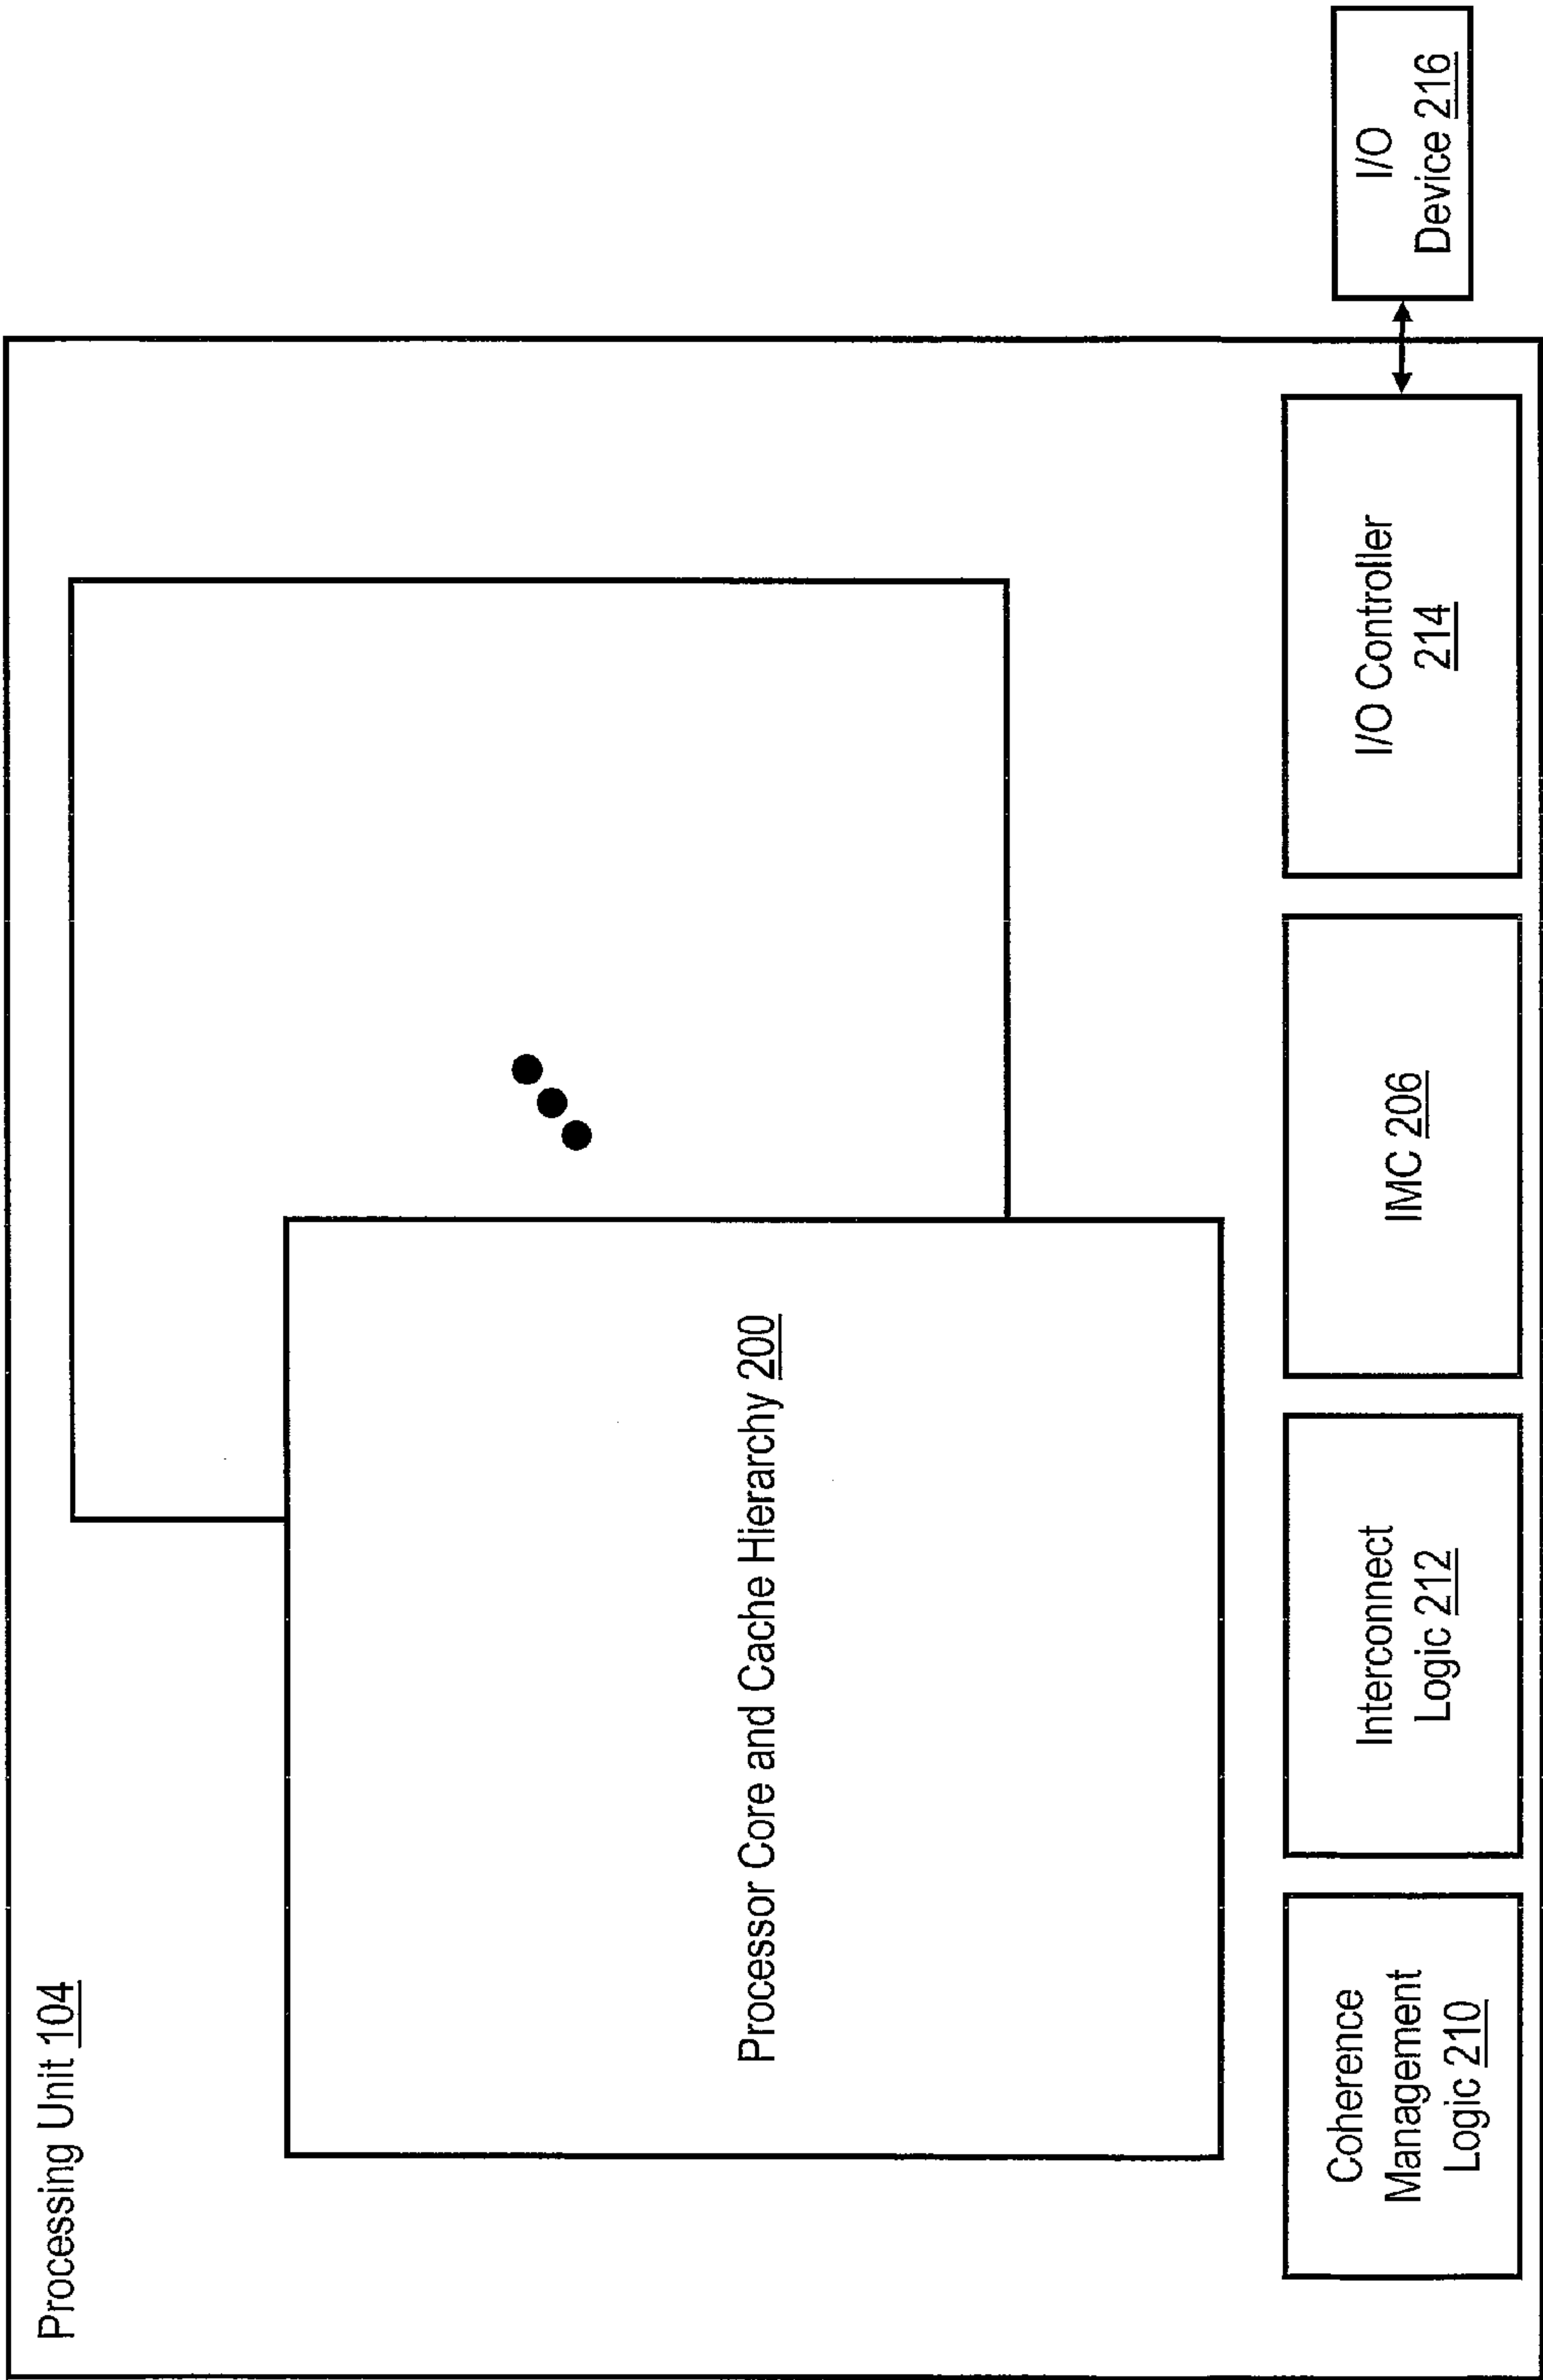 Processing Unit 104
Processor Core and Cache Hierarchy 200
Coherence
Management
Logic 210
Interconnect
Logic 212
IMC 206
I/O Controller
214
I/O
Device 216